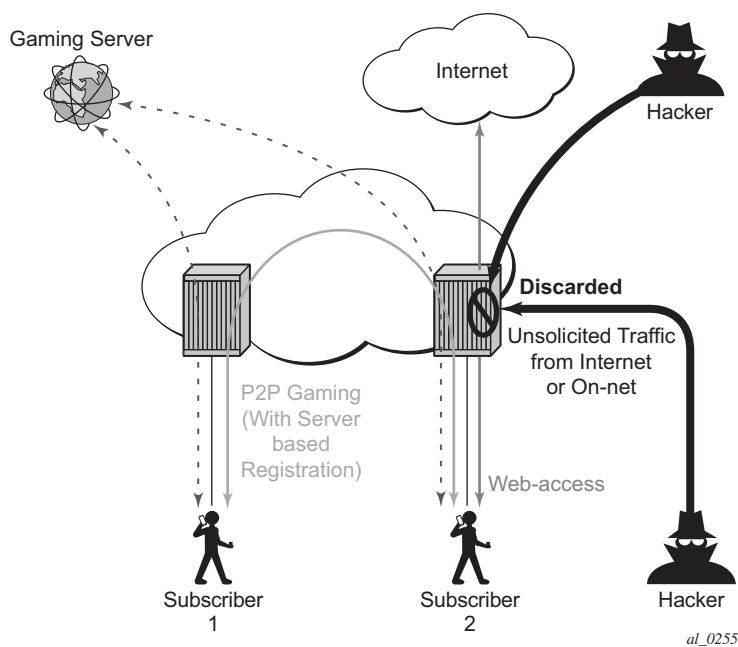 Gaming Server
Internet
Hacker
Discarded
Unsolicited Traffic
from Internet
or On-net
P2P Gaming
(With Server
based
Registration)
Web-access
Subscriber
1
Subscriber
2
Hacker
al_0255